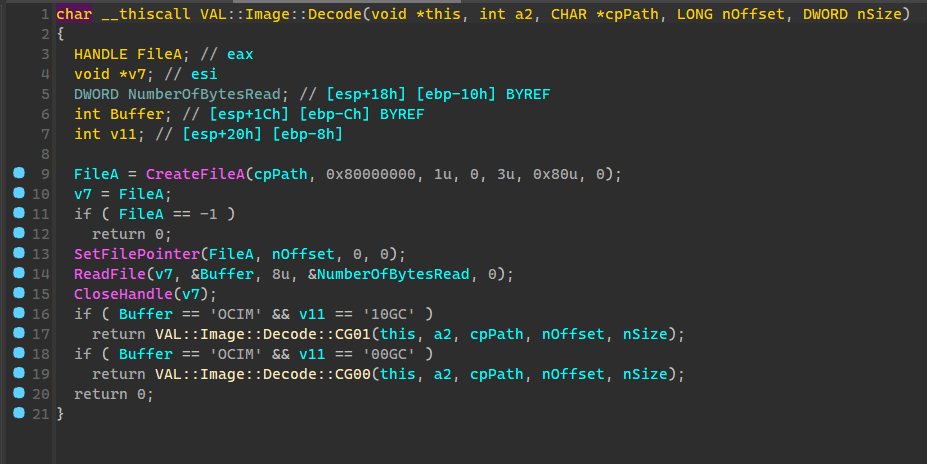 1 char __thiscall VAL::Image::Decode(void *this, int a2, CHAR *cpPath, LONG nOffset, DWORD nSize)
2 {
3 HANDLE FileA; // eax
4 void *v7; // esi
5 DWORD NumberOfBytesRead; // [esp+18h] [ebp-10h] BYREF
6 int Buffer; // [esp+1Ch] [ebp-Ch] BYREF
7 int v11; // [esp+20h] [ebp-8h]
8
9 FileA = CreateFileA(cpPath, 0x80000000, 1u, 0, 3u, 0x80u, 0);
10 v7 = FileA;
11 if ( FileA == -1 )
12 return 0;
13 SetFilePointer(FileA, nOffset, 0, 0);
14 ReadFile(v7, &Buffer, 8u, &NumberOfBytesRead, 0);
15 CloseHandle(v7);
16 if ( Buffer == 'OCIM' && v11 == '10GC' )
17 return VAL::Image::Decode::CG01(this, a2, cpPath, nOffset, nSize);
18 if ( Buffer == 'OCIM' && v11 == '00GC' )
19 return VAL::Image::Decode::CG00(this, a2, cpPath, nOffset, nSize);
20 return 0;
21 }